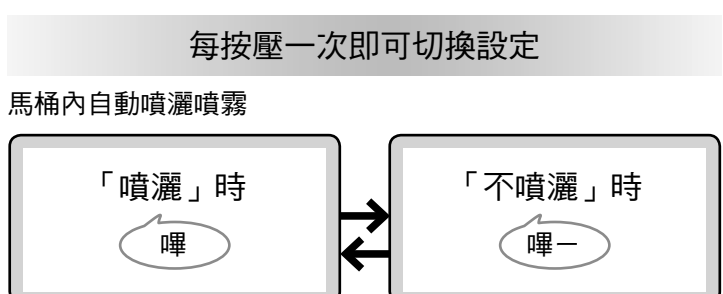 每按壓一次即可切換設定
馬桶內自動噴灑噴霧
「噴灑」時
嗶
「不噴灑」時
嗶－